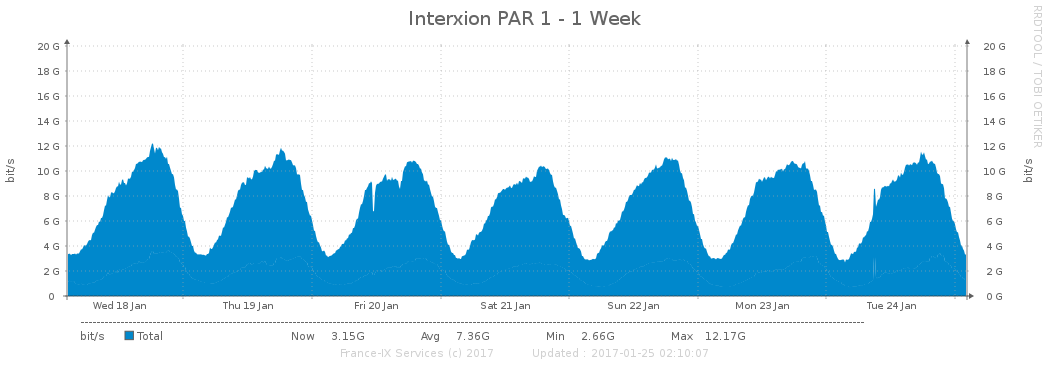 Interxion PAR 1 - 1 Week
RRDTOOL / TOBI OETIKER
20 G 20 G
18 G 18 G
16 G 16 G
14 G 14 G
12 G 12 G
10 G 10 G
8 G 8 G
6 G 6 G
4 G 4 G
2 G 2 G
0 0 G
bit/s bit/s
Wed 18 Jan Thu 19 Jan Fri 20 Jan Sat 21 Jan Sun 22 Jan Mon 23 Jan Tue 24 Jan
bit/s Total Now 3.15G Avg 7.36G Min 2.66G Max 12.17G
France-IX Services (c) 2017 Updated : 2017-01-25 02:10:07